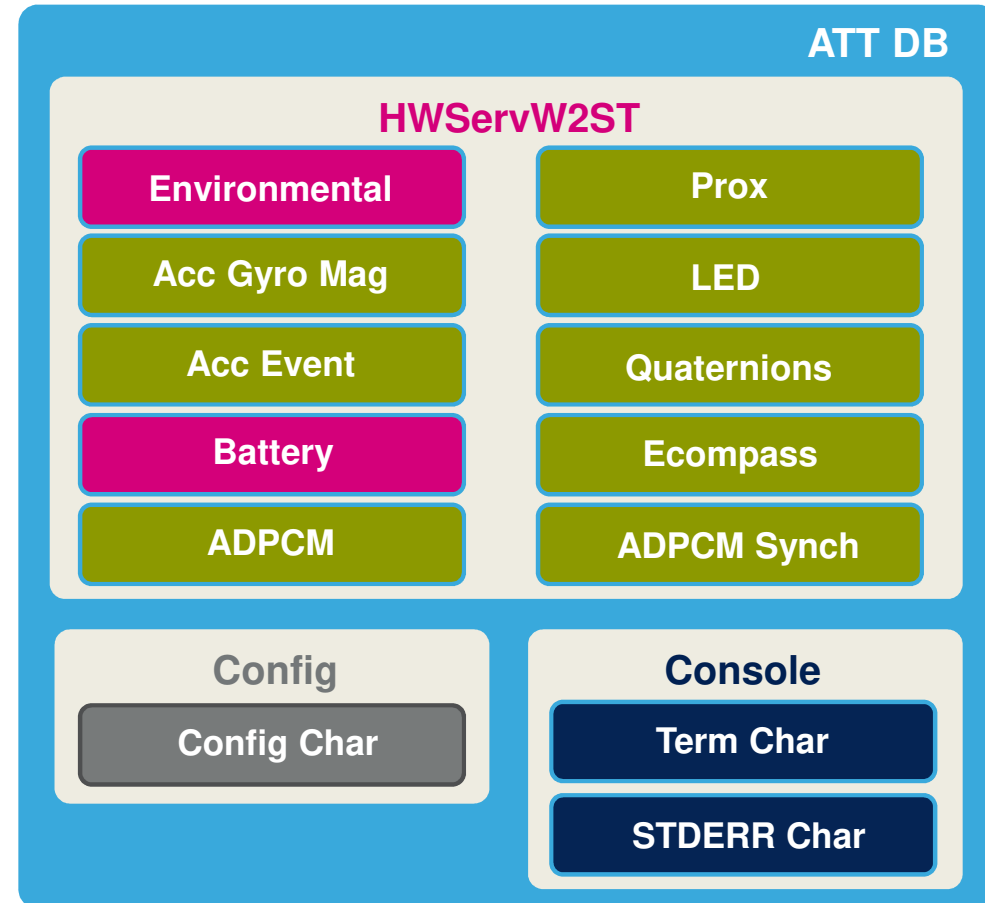 ATT DB
HWServW2ST
Environmental
Prox
Acc Gyro Mag
LED
Acc Event
Quaternions
Battery
Ecompass
ADPCM
ADPCM Synch
Config
Config Char
Console
Term Char
STDERR Char